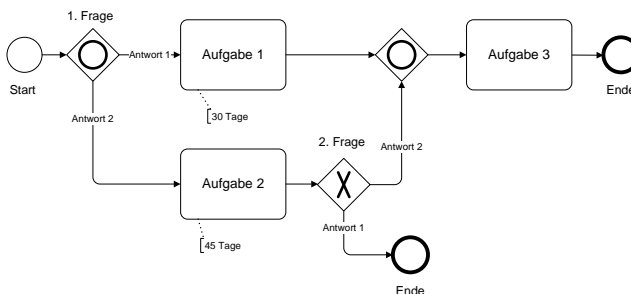 1. Frage
Start
Antwort 1
Aufgabe 1
30 Tage
Aufgabe 3
Ende
Antwort 2
Aufgabe 2
45 Tage
2. Frage
Antwort 2
Antwort 1
Ende